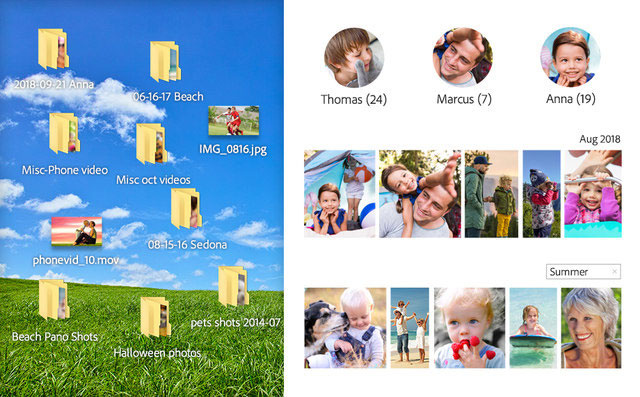 2018-09-21 Anna
06-16-17 Beach
IMG_0816.jpg
Misc-Phone video
Misc oct videos
08-15-16 Sedona
phonevid_10.mov
pets shots 2014-07
Beach Pano Shots
Halloween photos
Thomas (24)
Marcus (7)
Anna (19)
Aug 2018
Summer ×